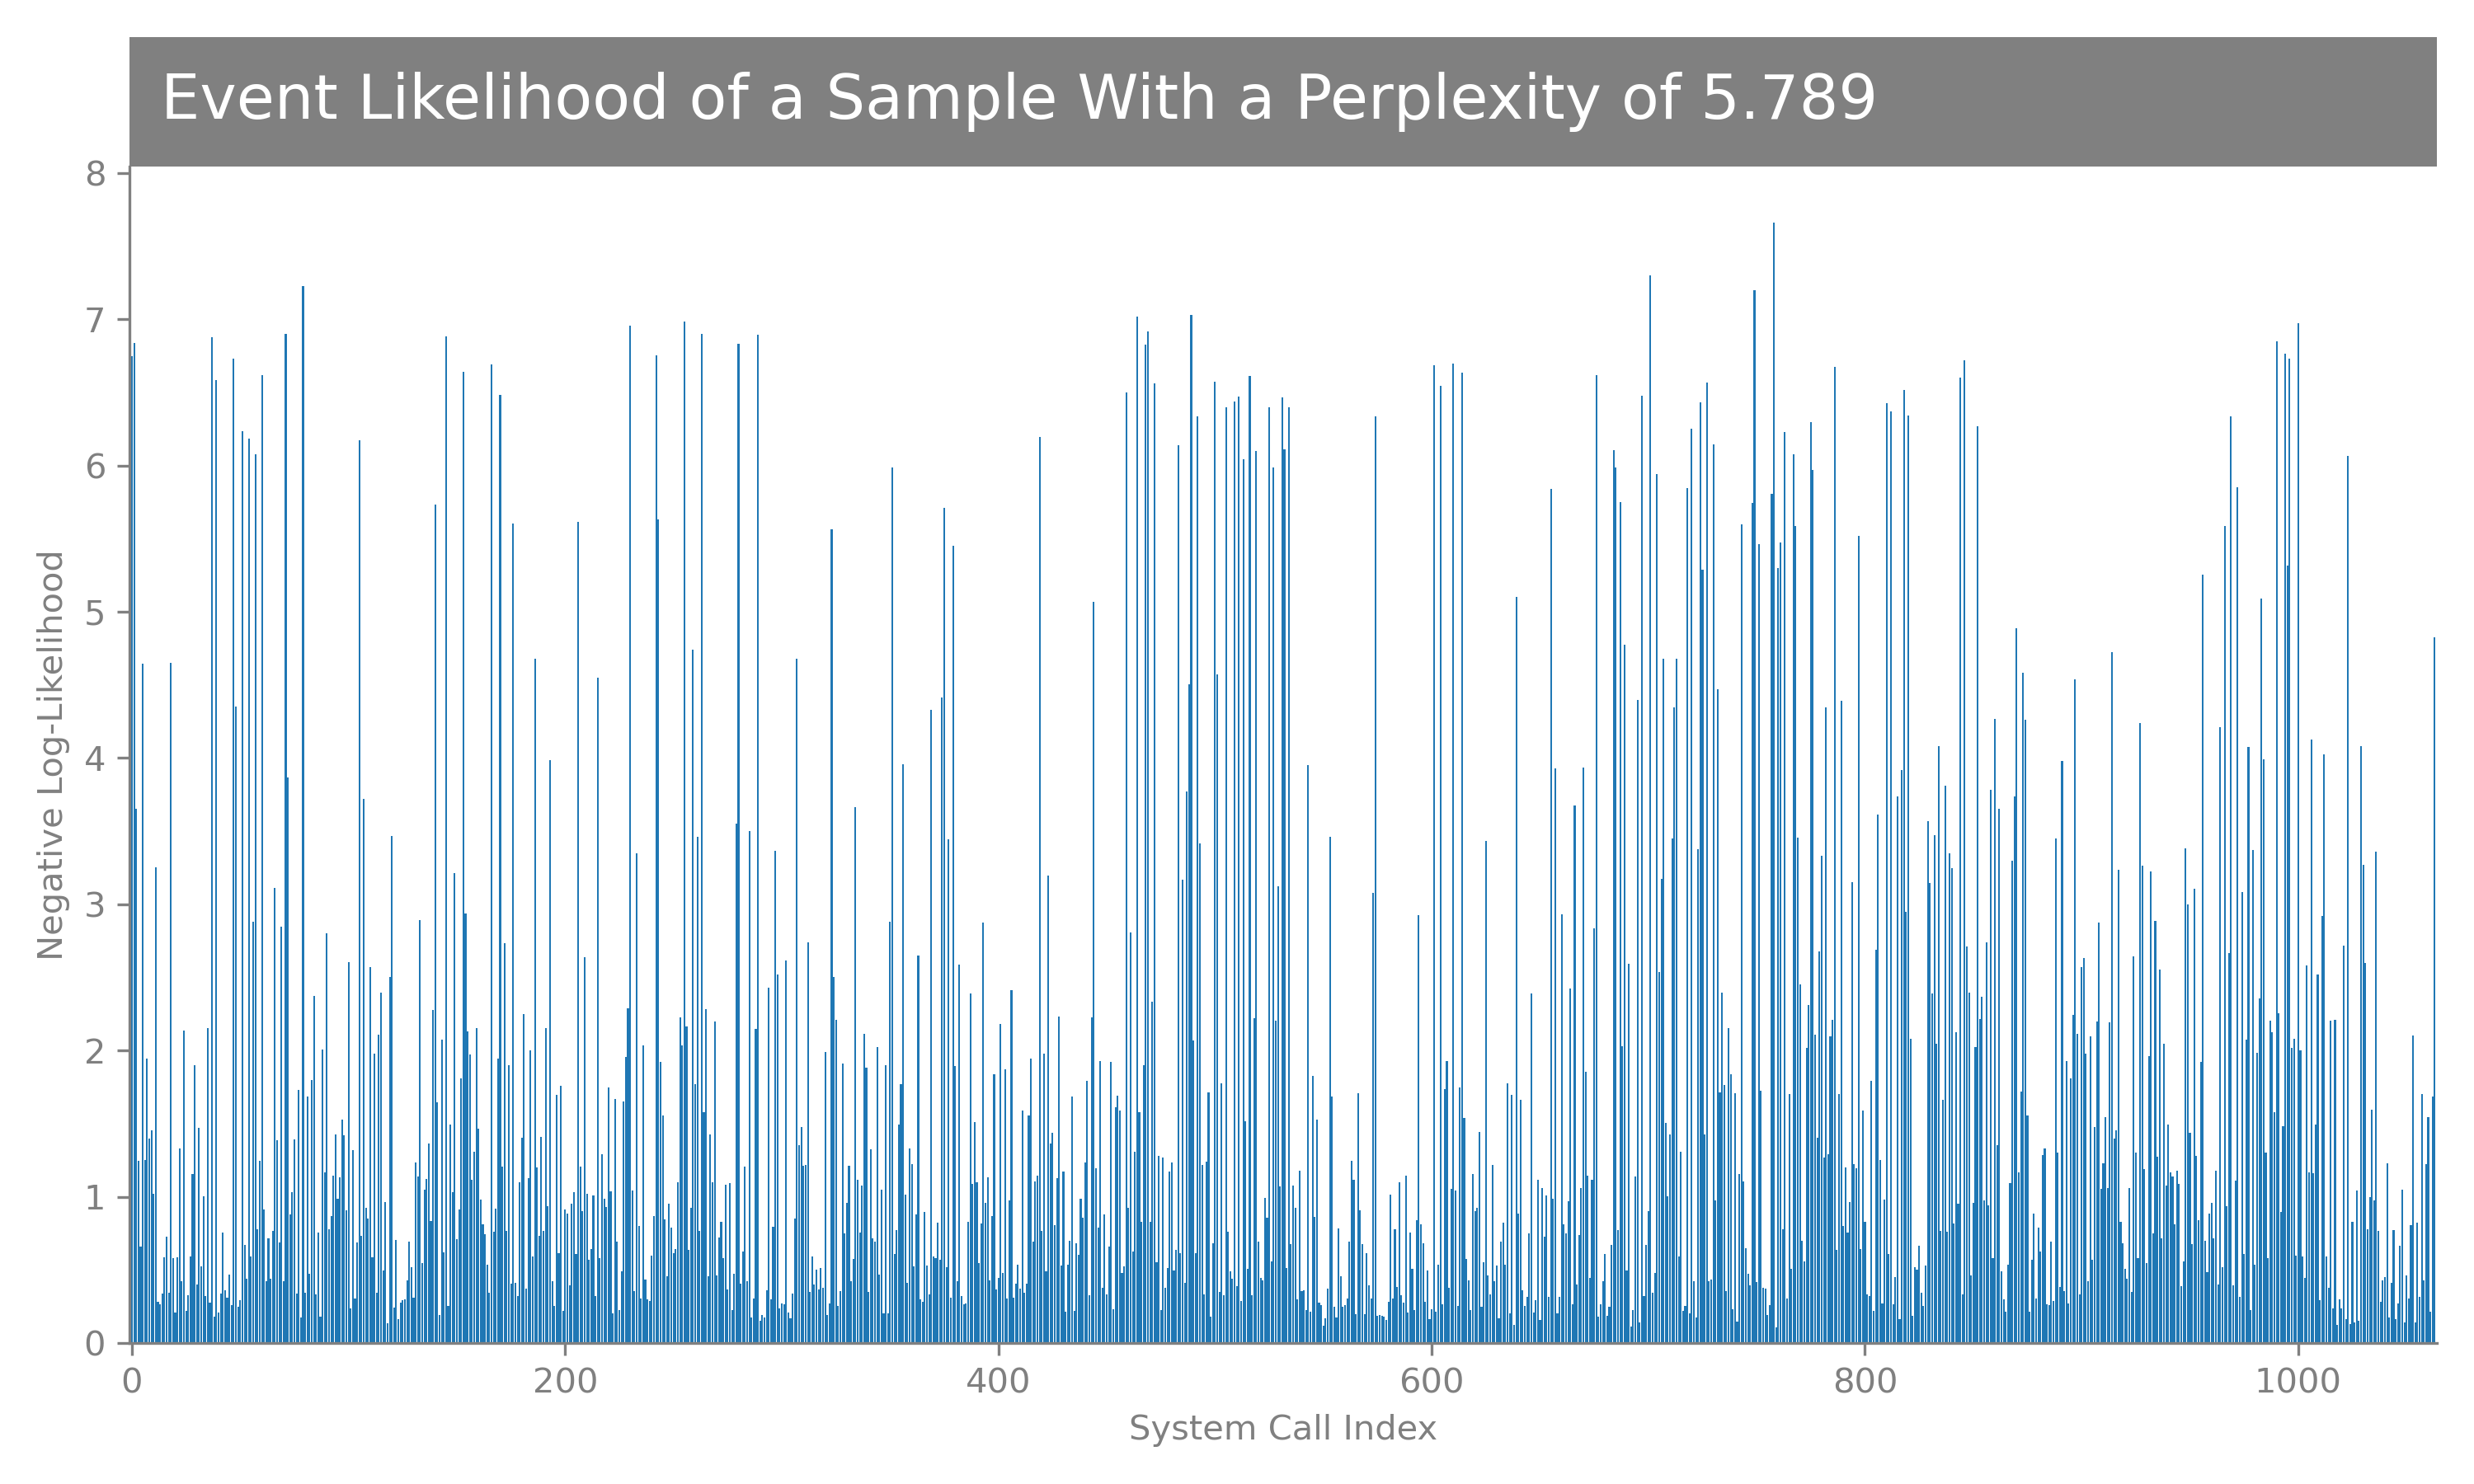 Event Likelihood of a Sample With a Perplexity of 5.789
8
7
6
5
4
3
2
1
0
Negative Log-Likelihood
0 200 400 600 800 1000
System Call Index